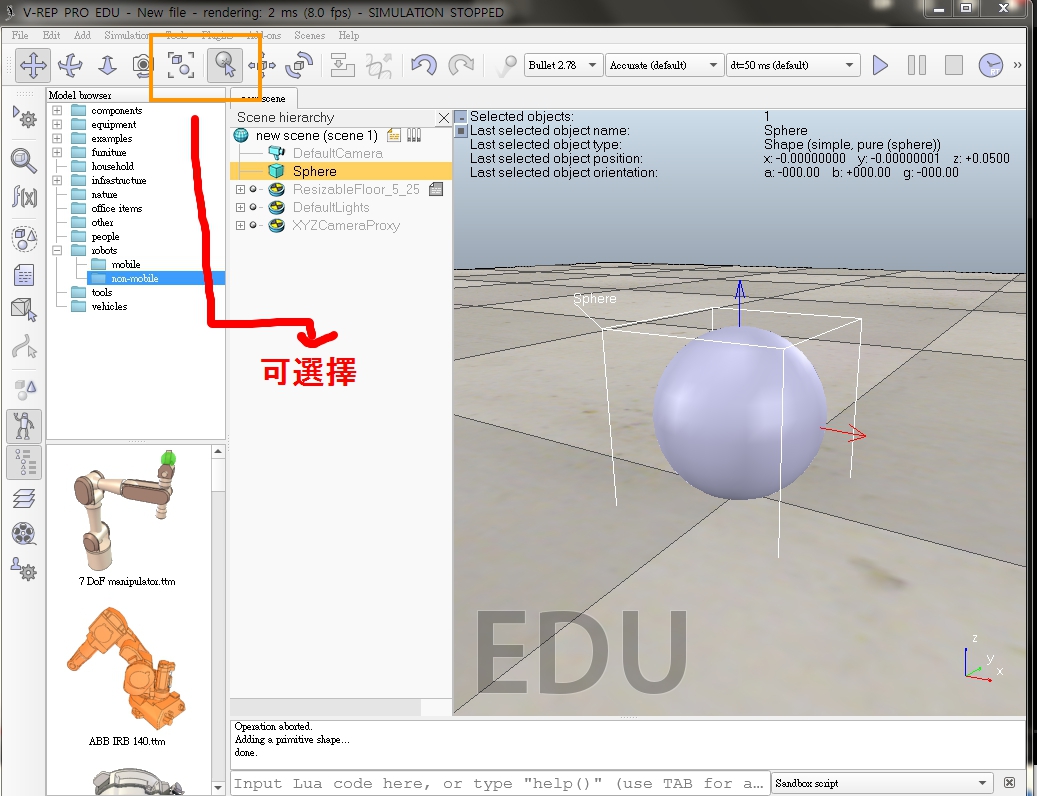 V-REP PRO EDU - New file - rendering: 2 ms (8.0 fps) - SIMULATION STOPPED
File Edit Add Simulation Tools Plugins Add-ons Scenes Help
Bullet 2.78 Accurate (default) dt=50 ms (default)
Model browser
components
equipment
examples
furniture
household
infrastructure
nature
office items
other
people
robots
mobile
non-mobile
tools
vehicles
7 DoF manipulator.ttm
ABB IRB 140.ttm
scene
Scene hierarchy
new scene (scene 1)
DefaultCamera
Sphere
ResizableFloor_5_25
DefaultLights
XYZCameraProxy
可選擇
Selected objects: 1
Last selected object name: Sphere
Last selected object type: Shape (simple, pure (sphere))
Last selected object position: x: -0.00000000 y: -0.00000001 z: +0.0500
Last selected object orientation: a: -000.00 b: +000.00 g: -000.00
Sphere
EDU
z
y
x
Operation aborted.
Adding a primitive shape...
done.
Input Lua code here, or type "help()" (use TAB for a... Sandbox script